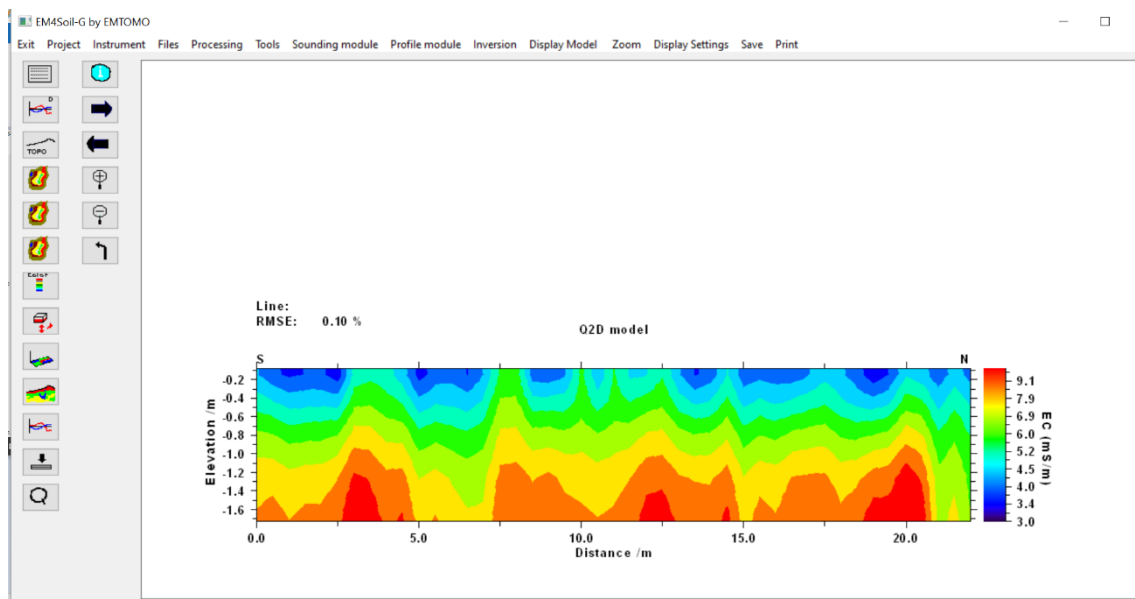 EM4Soil-G by EMTOMO
Exit Project Instrument Files Processing Tools Sounding module Profile module Inversion Display Model Zoom Display Settings Save Print
D
TOPO
Color
Line:
RMSE: 0.10 %
Q2D model
S N
-0.2
-0.4
-0.6
-0.8
-1.0
-1.2
-1.4
-1.6
Elevation /m
0.0 5.0 10.0 15.0 20.0
Distance /m
9.1
7.9
6.9
6.0
5.2
4.5
4.0
3.4
3.0
EC (mS/m)